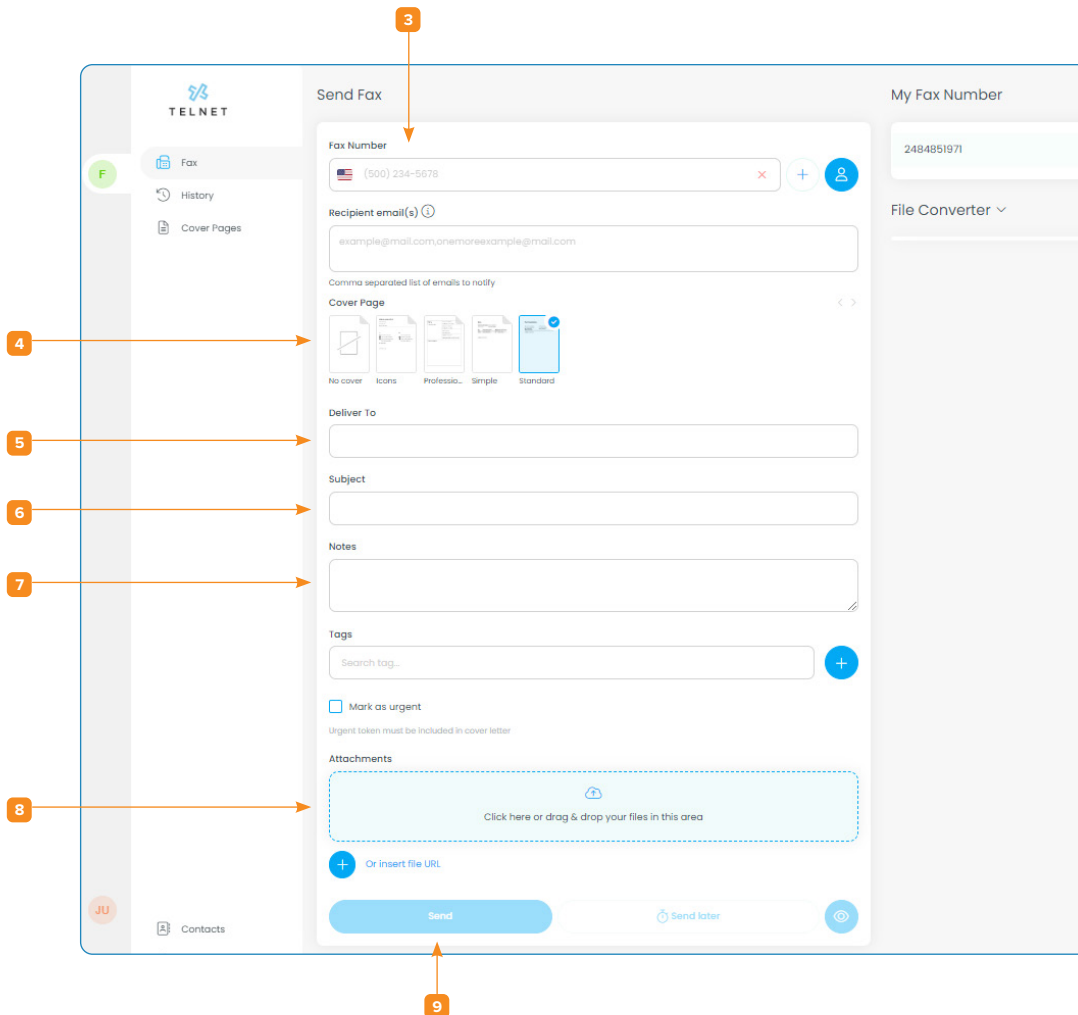 3
TELNET
Send Fax
My Fax Number
Fax Number
2484851971
F
Fax
(500) 234-5678
History
Recipient email(s)
File Converter
Cover Pages
example@mail.com,onemoreexample@mail.com
Comma separated list of emails to notify
Cover Page
4
No cover Icons Professio... Simple Standard
Deliver To
5
Subject
6
Notes
7
Tags
Search tag...
Mark as urgent
Urgent token must be included in cover letter
Attachments
8
Click here or drag & drop your files in this area
Or insert file URL
JU
Send Send later
Contacts
9